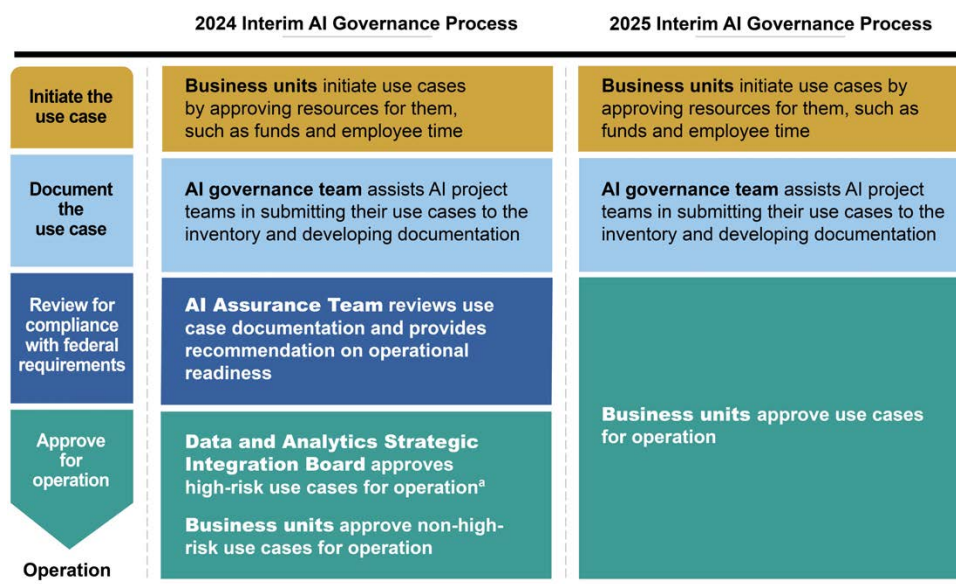 2024 Interim AI Governance Process
2025 Interim AI Governance Process
Initiate the
use case
Business units initiate use cases
by approving resources for them,
such as funds and employee time
Business units initiate use cases by
approving resources for them, such
as funds and employee time
Document
the
use case
AI governance team assists AI project
teams in submitting their use cases to the
inventory and developing documentation
AI governance team assists AI project
teams in submitting their use cases to the
inventory and developing documentation
Review for
compliance
with federal
requirements
AI Assurance Team reviews use
case documentation and provides
recommendation on operational
readiness
Business units approve use cases
for operation
Approve
for
operation
Data and Analytics Strategic
Integration Board approves
high-risk use cases for operationª
Business units approve non-high-
risk use cases for operation
Operation